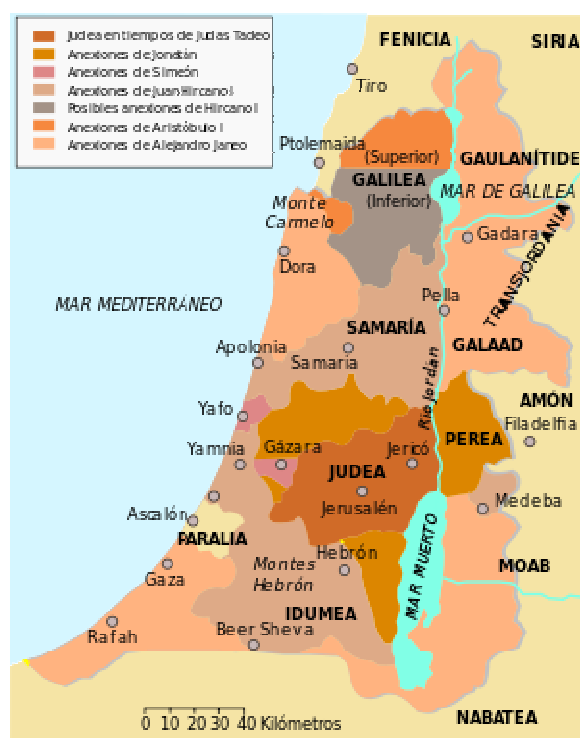 Judea en tiempos de Judas Tadeo
Anexiones de Jonatán
Anexiones de Simeón
Anexiones de Juan Hircano I
Posibles anexiones de Hircano I
Anexiones de Aristóbulo I
Anexiones de Alejandro Janeo
FENICIA
SIRIA
Tiro
Ptolemaida
(Superior)
GALILEA
(Inferior)
GAULANÍTIDE
MAR DE GALILEA
Monte
Carmelo
Gadara
TRANSJORDANIA
Dora
MAR MEDITERRÁNEO
Pella
SAMARÍA
Samaria
GALAAD
Apolonia
Río Jordán
AMÓN
Filadelfia
Yafo
PEREA
Yamnia
Gázara
Jericó
JUDEA
Jerusalén
Medeba
Ascalón
PARALIA
Hebrón
Montes
Hebrón
MAR MUERTO
MOAB
Gaza
IDUMEA
Rafah
Beer Sheva
NABATEA
0 10 20 30 40 Kilómetros